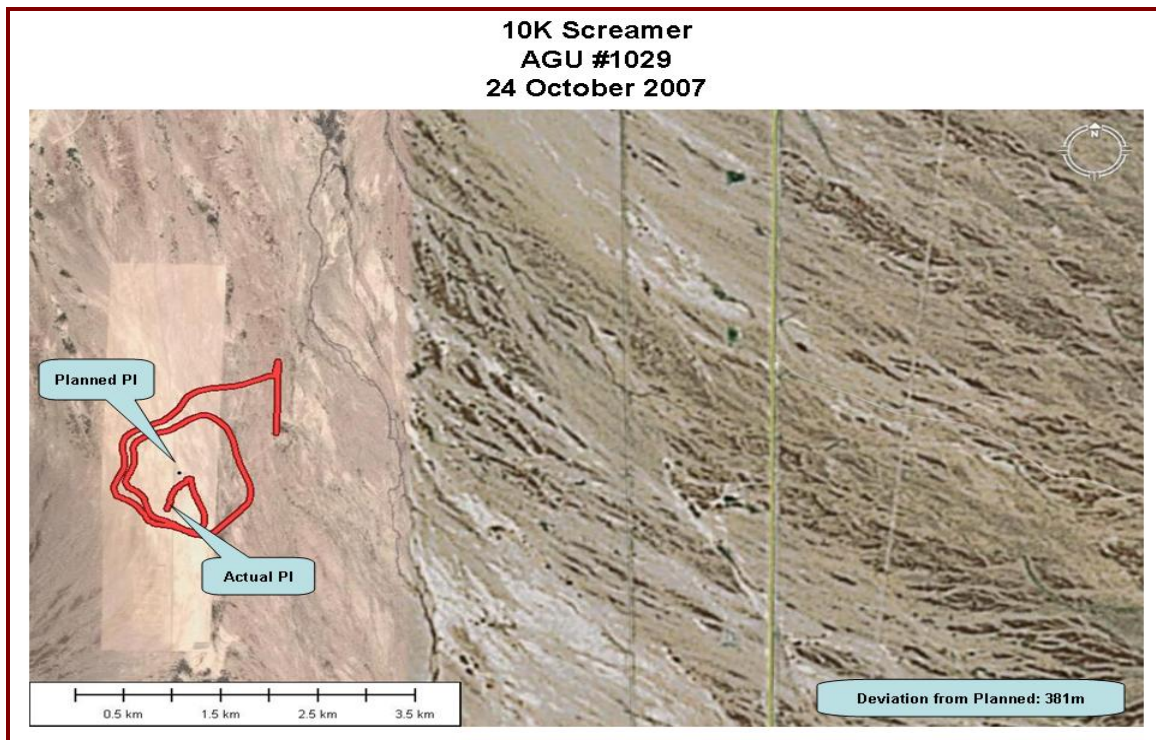 10K Screamer
AGU #1029
24 October 2007
N
Planned PI
Actual PI
0.5 km 1.5 km 2.5 km 3.5 km
Deviation from Planned: 381m